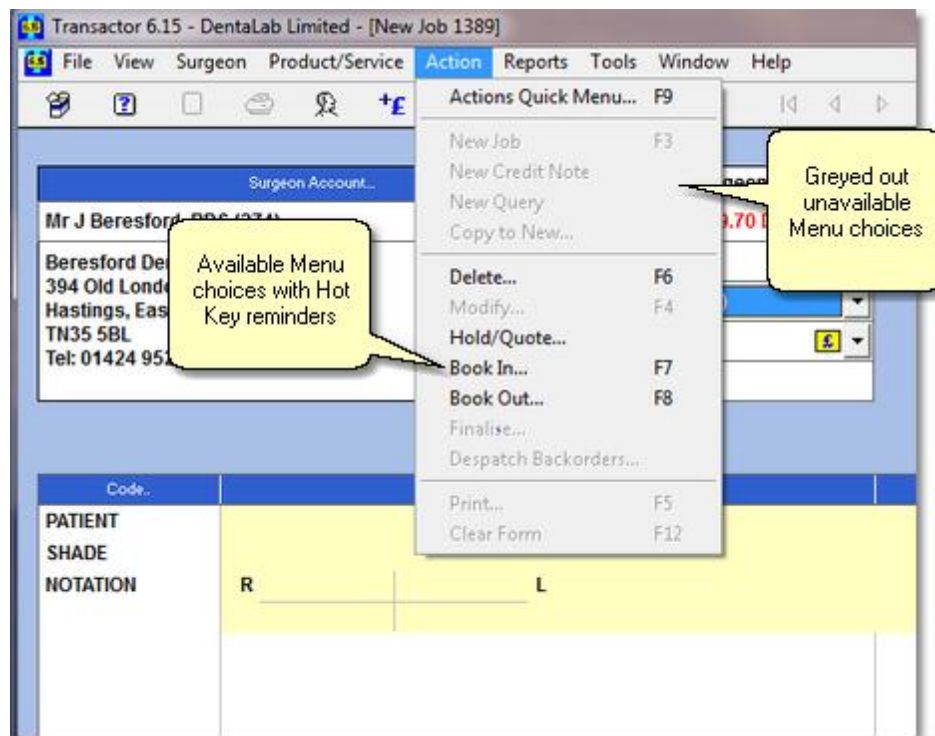 Transactor 6.15 - DentaLab Limited - [New Job 1389]
File View Surgeon Product/Service Action Reports Tools Window Help
+£
Actions Quick Menu... F9
New Job F3
New Credit Note
New Query
Copy to New...
Delete... F6
Modify... F4
Hold/Quote...
Book In... F7
Book Out... F8
Finalise...
Despatch Backorders...
Print... F5
Clear Form F12
Greyed out
unavailable
Menu choices
Available Menu
choices with Hot
Key reminders
Surgeon Account...
Mr J Beresford
Beresford
394 Old
Hastings,
TN35 5BL
Tel: 01424
£
Code..
PATIENT
SHADE
NOTATION R L